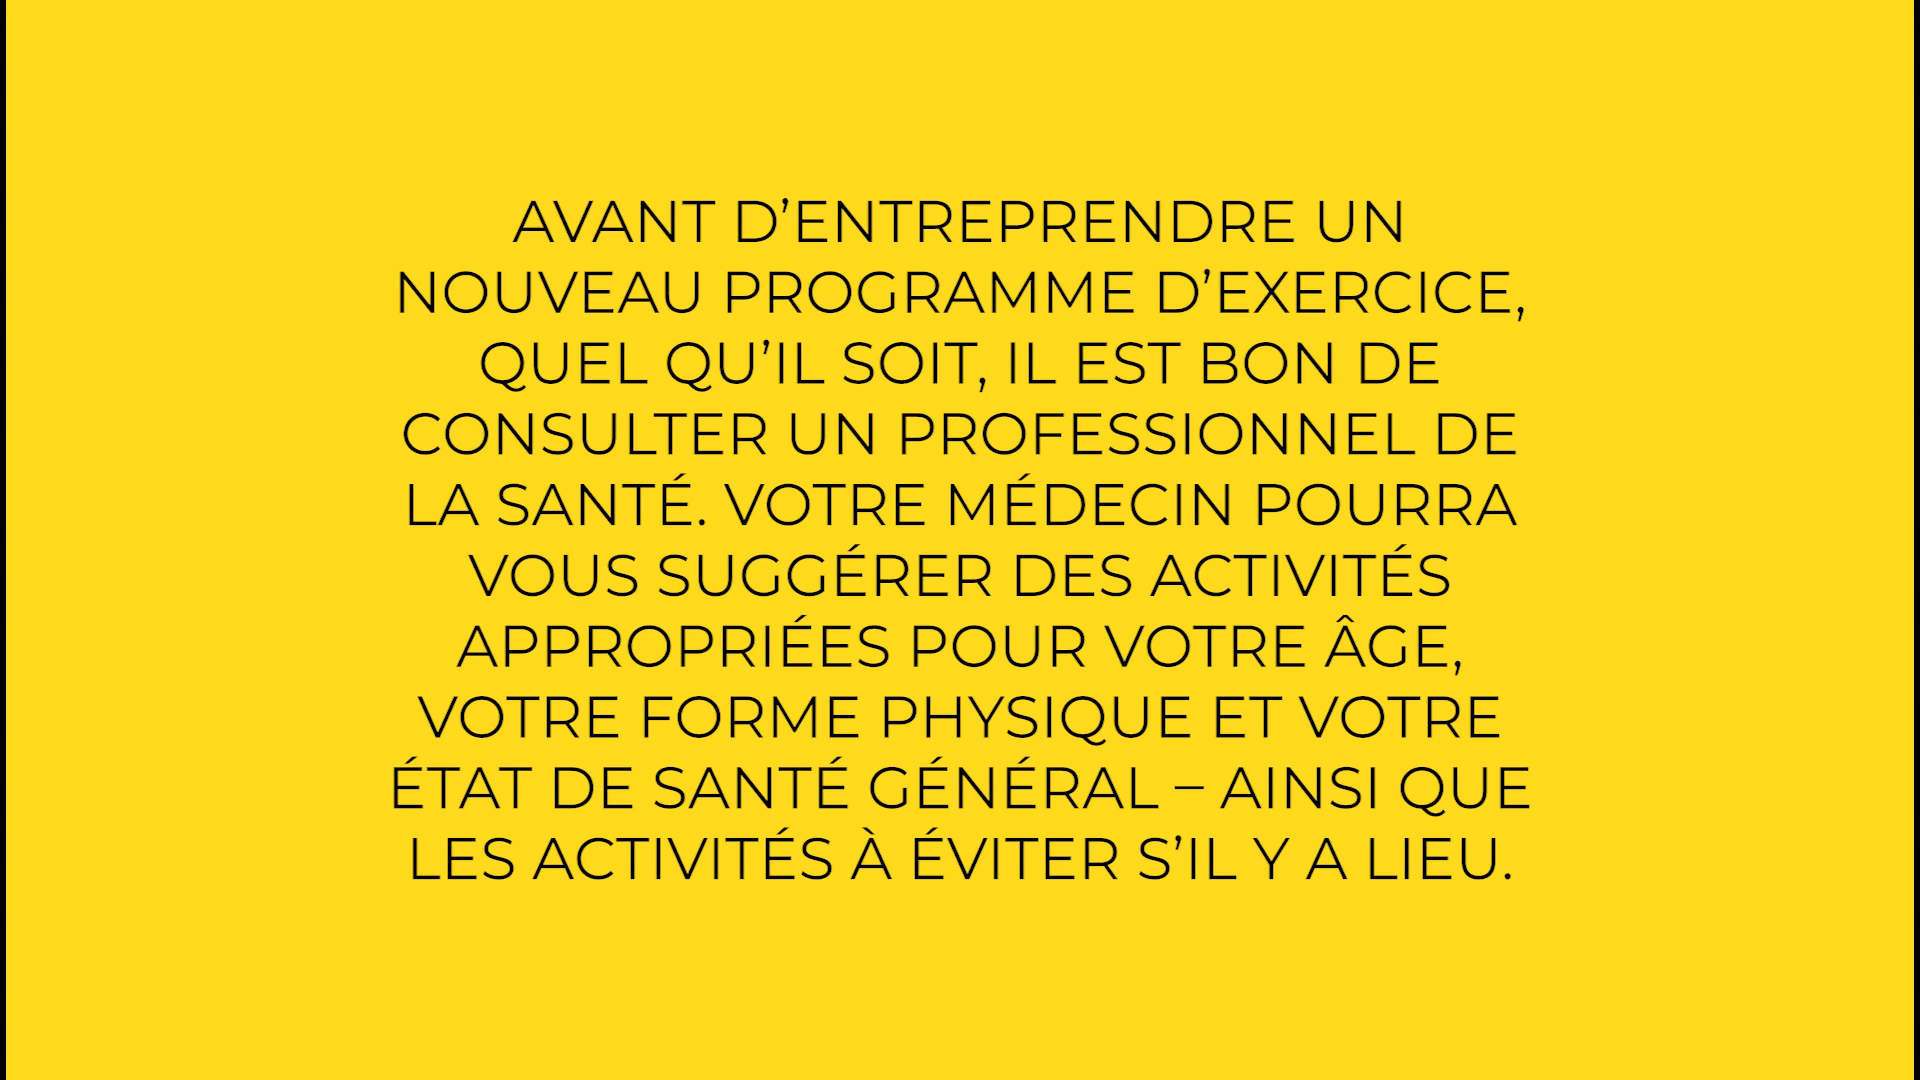 AVANT D’ENTREPRENDRE UN
NOUVEAU PROGRAMME D’EXERCICE,
QUEL QU’IL SOIT, IL EST BON DE
CONSULTER UN PROFESSIONNEL DE
LA SANTÉ. VOTRE MÉDECIN POURRA
VOUS SUGGÉRER DES ACTIVITÉS
APPROPRIÉES POUR VOTRE ÂGE,
VOTRE FORME PHYSIQUE ET VOTRE
ÉTAT DE SANTÉ GÉNÉRAL – AINSI QUE
LES ACTIVITÉS À ÉVITER S’IL Y A LIEU.